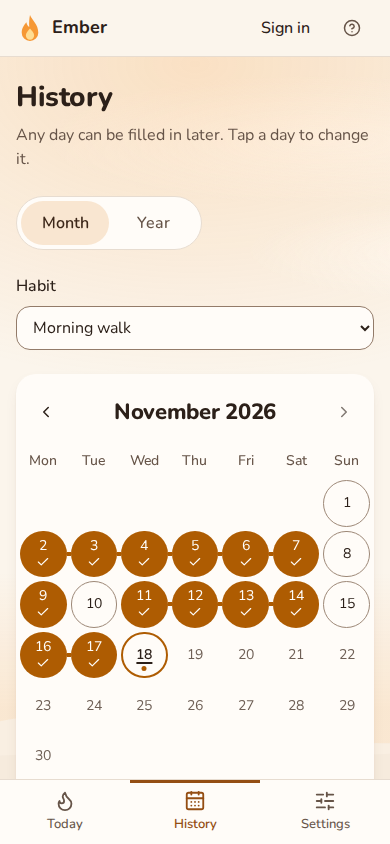 Ember
Sign in
History
Any day can be filled in later. Tap a day to change
it.
Month Year
Habit
Morning walk
November 2026
Mon Tue Wed Thu Fri Sat Sun
1
2 3 4 5 6 7 8
9 10 11 12 13 14 15
16 17 18 19 20 21 22
23 24 25 26 27 28 29
30
Today History Settings